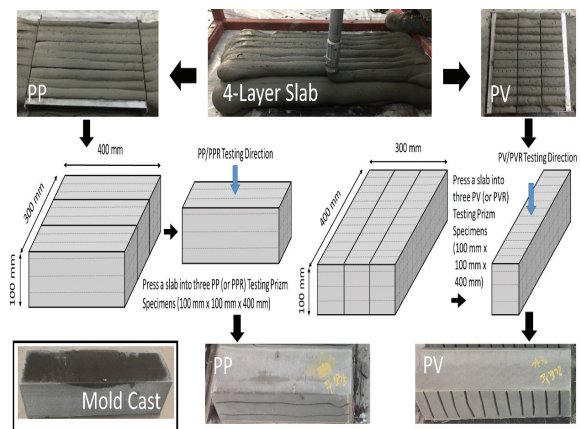 PP
4-Layer Slab
PV
400 mm
300 mm
100 mm
PP/PPR Testing Direction
Press a slab into three PP (or PPR) Testing Prizm
Specimens (100 mm x 100 mm x 400 mm)
300 mm
400 mm
100 mm
PV/PVR Testing Direction
Press a slab into
three PV (or PVR)
Testing Prizm
Specimens
(100 mm x
100 mm x
400 mm)
Mold Cast
PP
PV